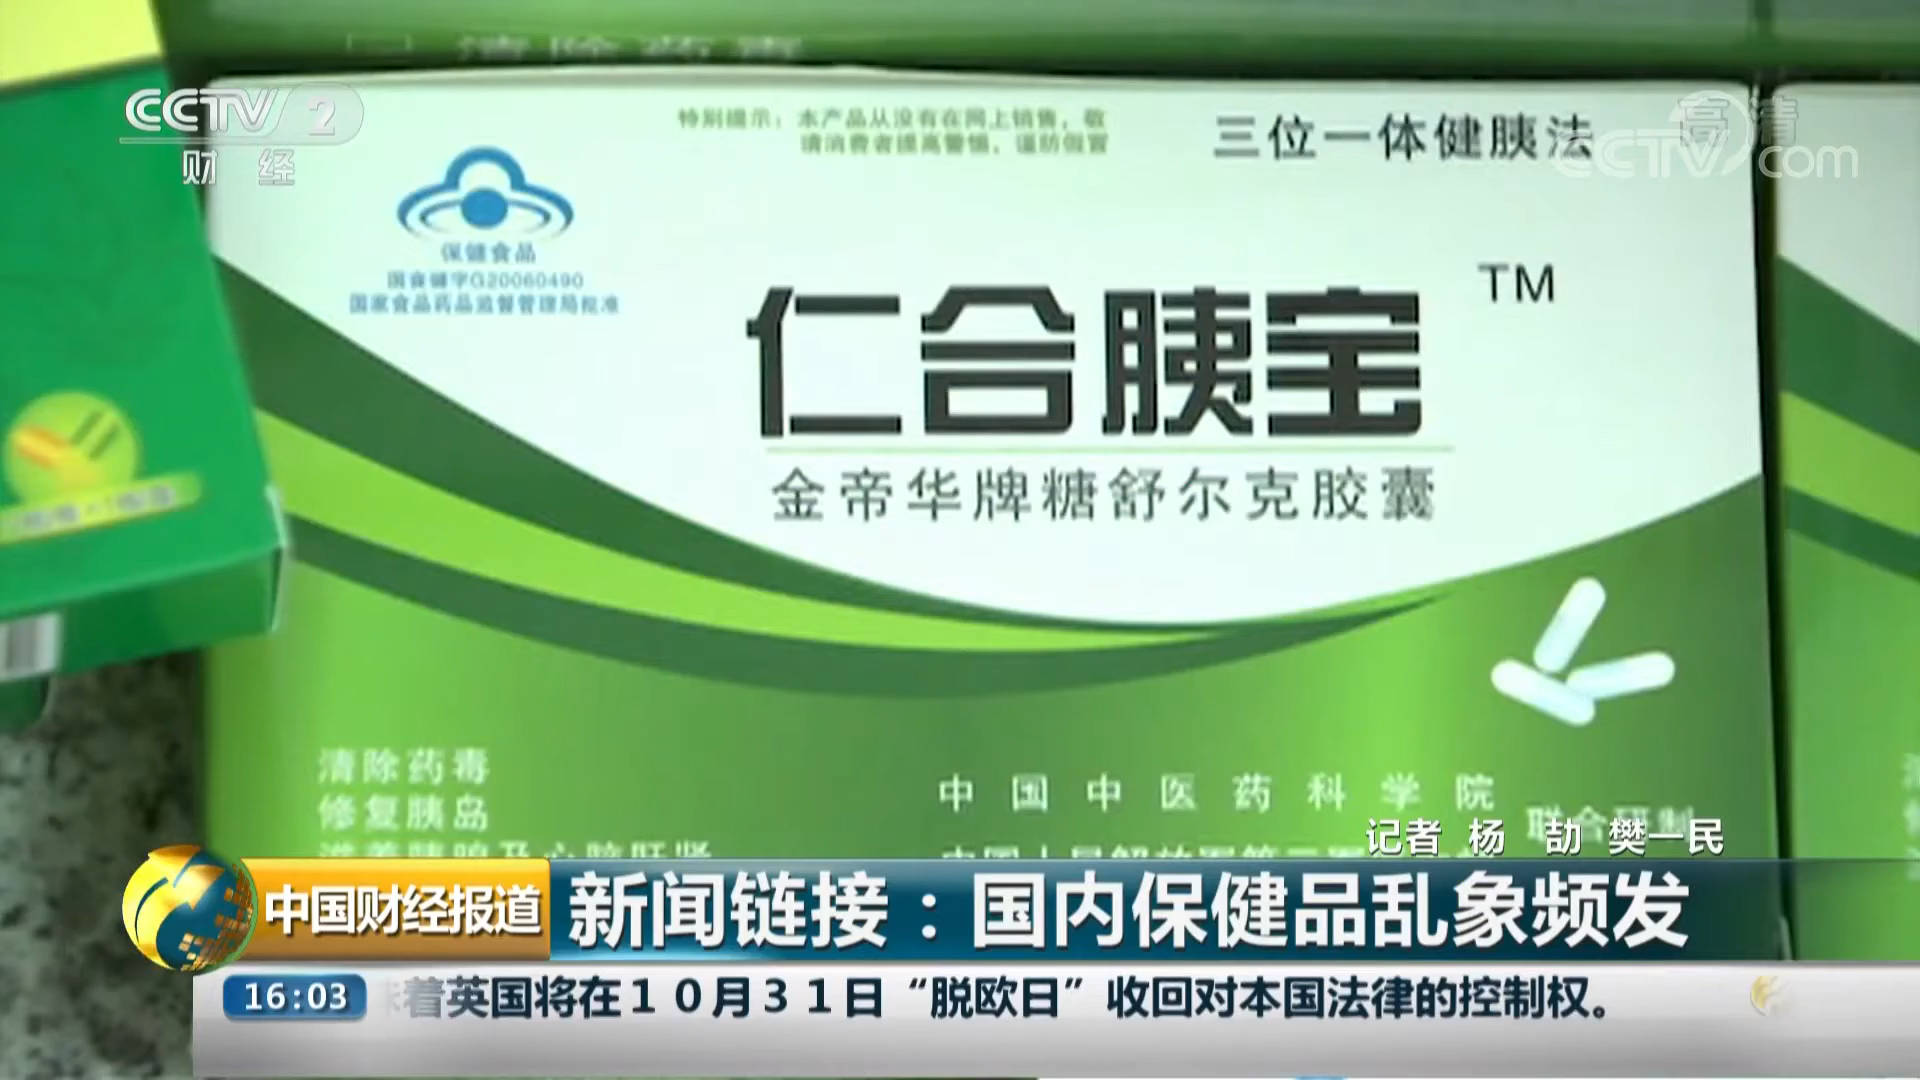 CCTV 2
财 经
高清
CCTV com
特别提示：本产品从没有在网上销售，敬
请消费者提高警惕，谨防假冒
三位一体健胰法
保健食品
国食健字G20060490
国家食品药品监督管理局批准
仁合胰宝 TM
金帝华牌糖舒尔克胶囊
清除药毒
修复胰岛
中国中医药科学院
联合研制
记者 杨 劼 樊一民
中国财经报道
新闻链接：国内保健品乱象频发
16:03
着英国将在10月31日“脱欧日”收回对本国法律的控制权。